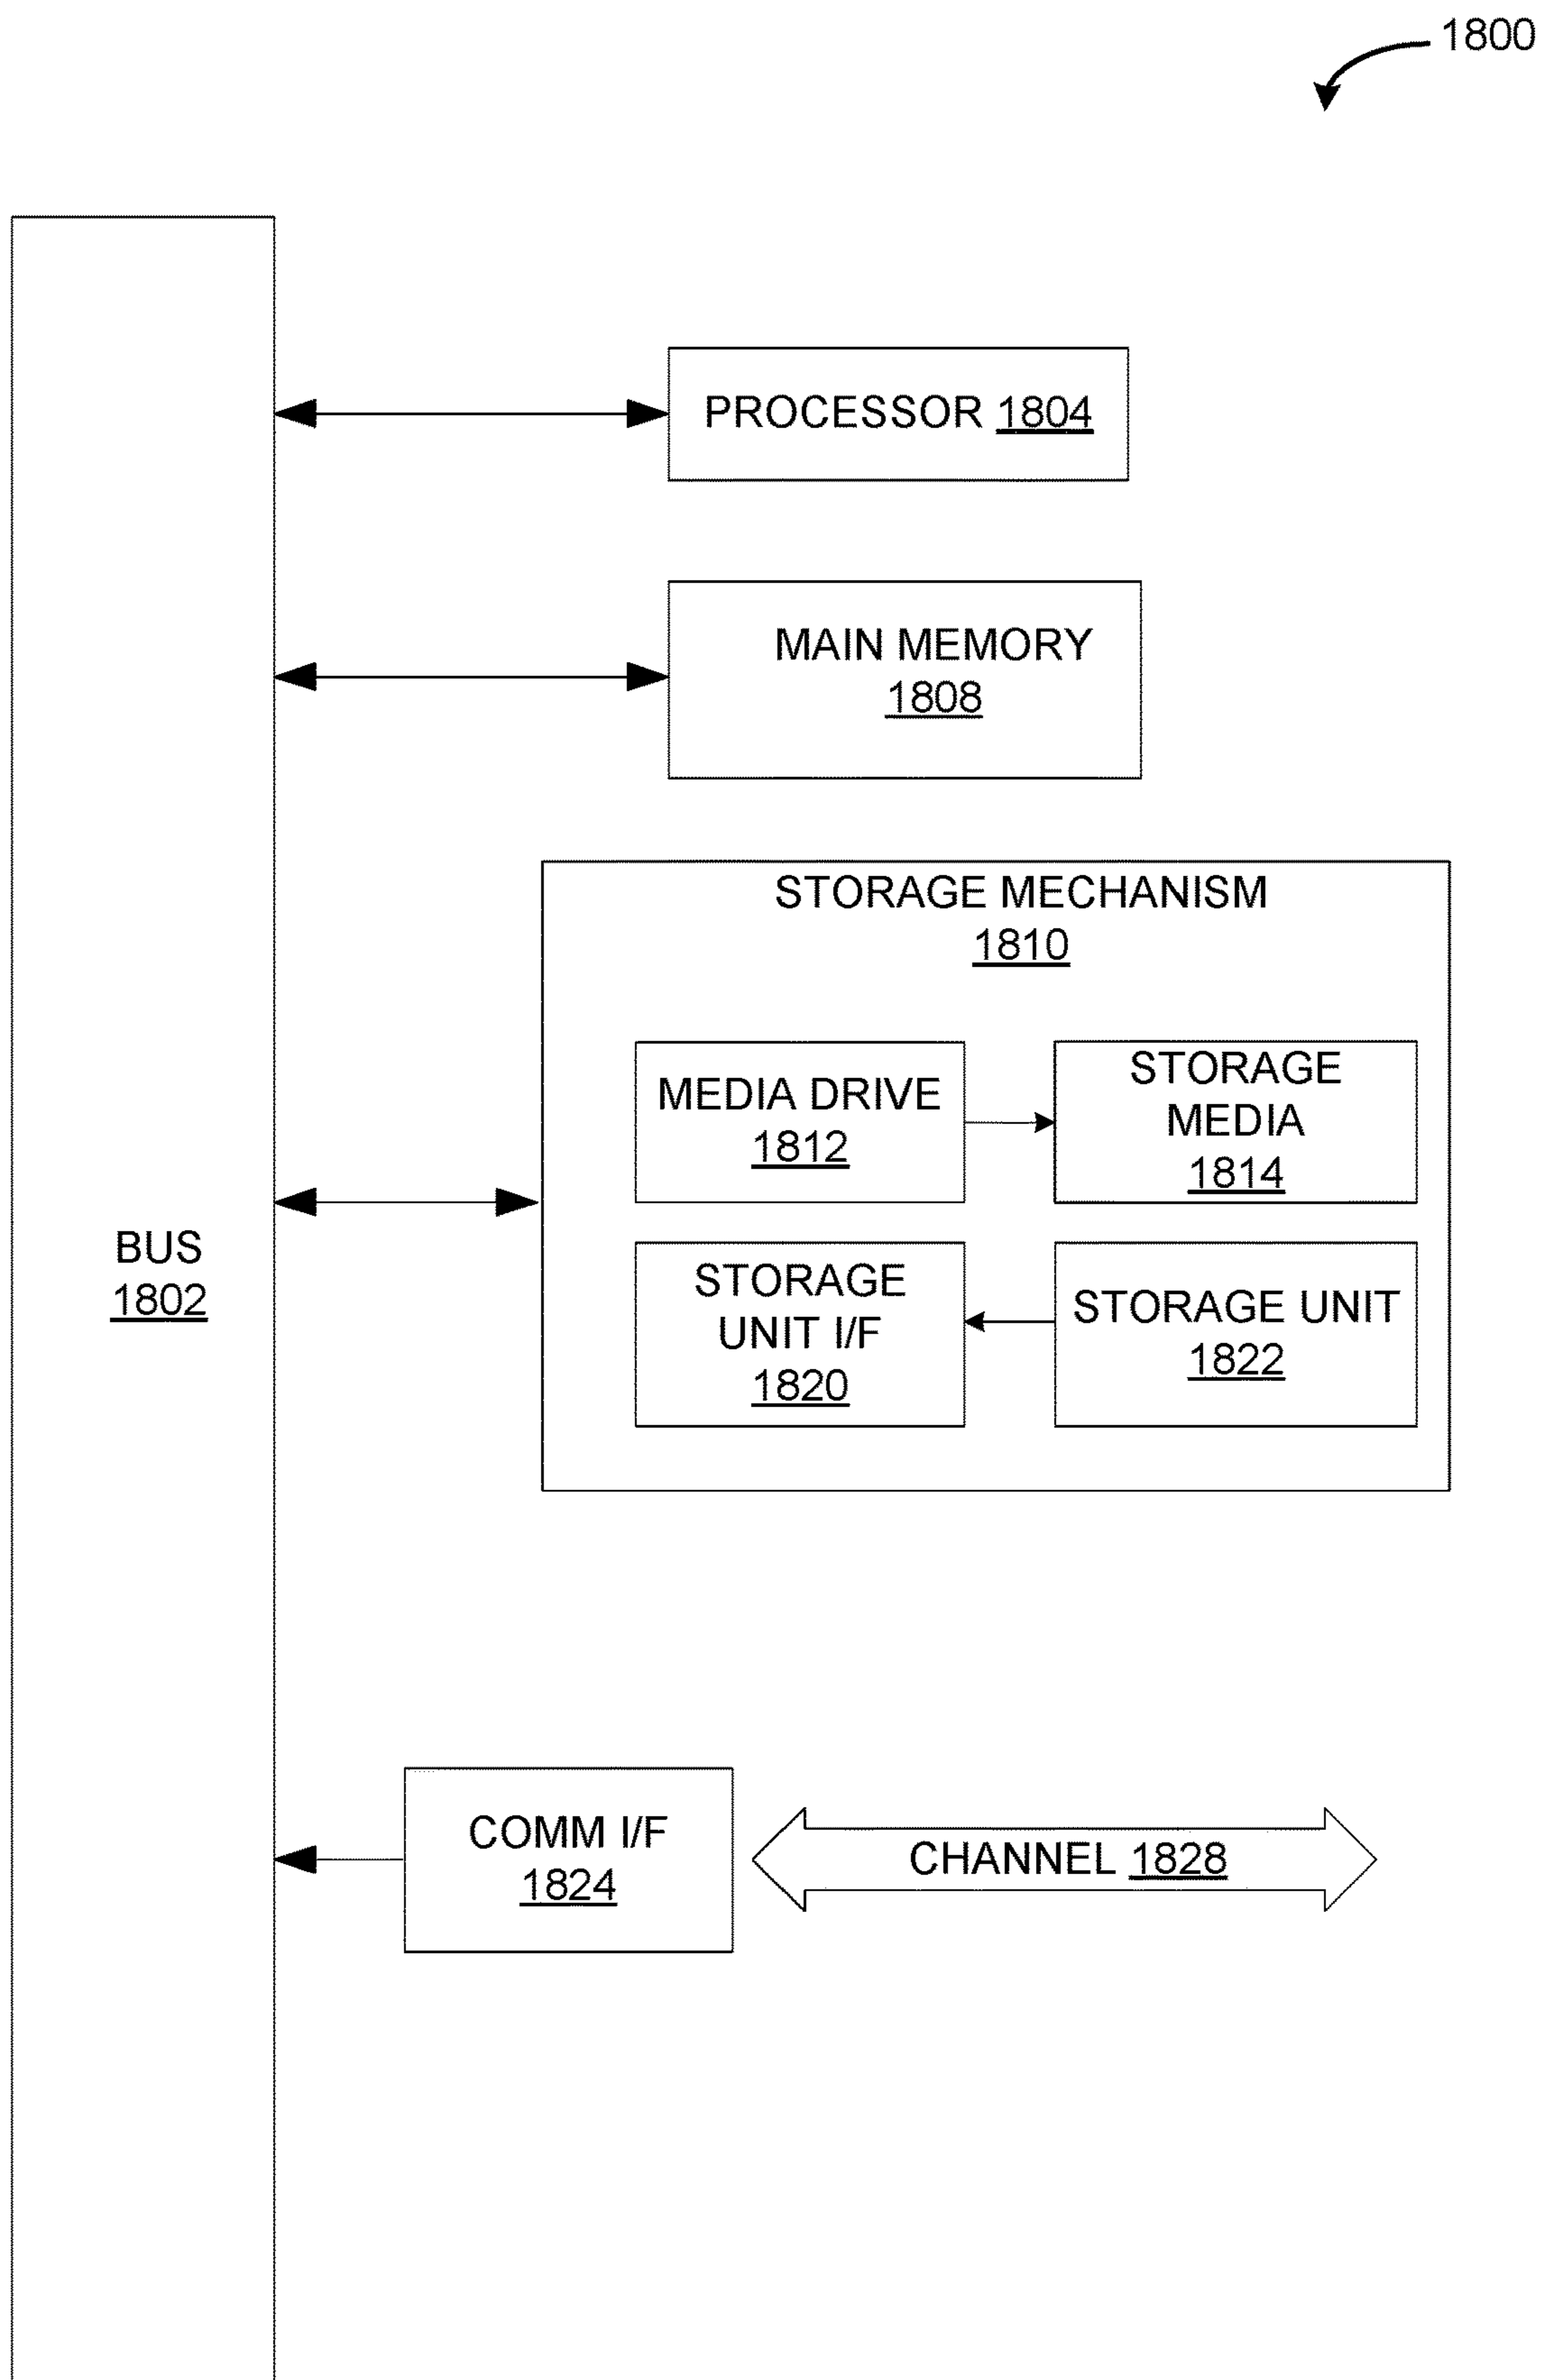 1800
PROCESSOR 1804
MAIN MEMORY
1808
STORAGE MECHANISM
1810
MEDIA DRIVE
1812
STORAGE
MEDIA
1814
BUS
1802
STORAGE
UNIT I/F
1820
STORAGE UNIT
1822
COMM I/F
1824
CHANNEL 1828